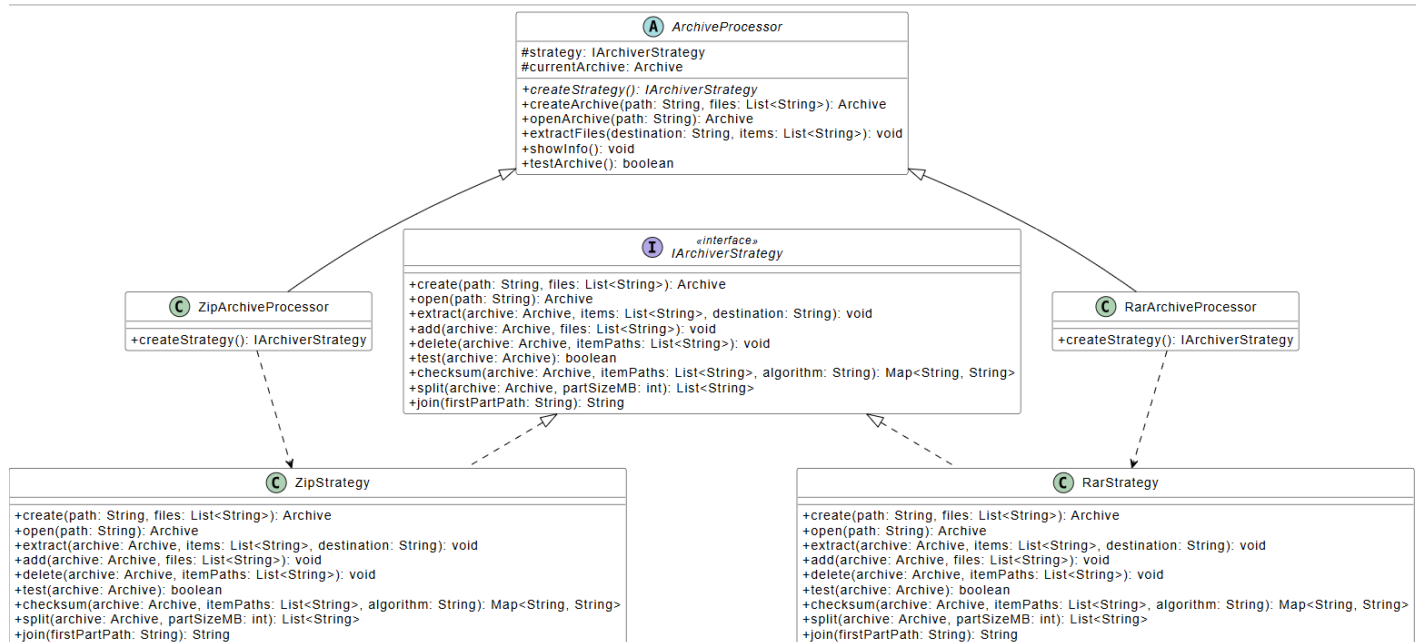 A ArchiveProcessor
#strategy: IArchiverStrategy
#currentArchive: Archive
+createStrategy(): IArchiverStrategy
+createArchive(path: String, files: List<String>): Archive
+openArchive(path: String): Archive
+extractFiles(destination: String, items: List<String>): void
+showInfo(): void
+testArchive(): boolean
I «interface»
IArchiverStrategy
+create(path: String, files: List<String>): Archive
+open(path: String): Archive
+extract(archive: Archive, items: List<String>, destination: String): void
+add(archive: Archive, files: List<String>): void
+delete(archive: Archive, itemPaths: List<String>): void
+test(archive: Archive): boolean
+checksum(archive: Archive, itemPaths: List<String>, algorithm: String): Map<String, String>
+split(archive: Archive, partSizeMB: int): List<String>
+join(firstPartPath: String): String
C ZipArchiveProcessor
+createStrategy(): IArchiverStrategy
C RarArchiveProcessor
+createStrategy(): IArchiverStrategy
C ZipStrategy
+create(path: String, files: List<String>): Archive
+open(path: String): Archive
+extract(archive: Archive, items: List<String>, destination: String): void
+add(archive: Archive, files: List<String>): void
+delete(archive: Archive, itemPaths: List<String>): void
+test(archive: Archive): boolean
+checksum(archive: Archive, itemPaths: List<String>, algorithm: String): Map<String, String>
+split(archive: Archive, partSizeMB: int): List<String>
+join(firstPartPath: String): String
C RarStrategy
+create(path: String, files: List<String>): Archive
+open(path: String): Archive
+extract(archive: Archive, items: List<String>, destination: String): void
+add(archive: Archive, files: List<String>): void
+delete(archive: Archive, itemPaths: List<String>): void
+test(archive: Archive): boolean
+checksum(archive: Archive, itemPaths: List<String>, algorithm: String): Map<String, String>
+split(archive: Archive, partSizeMB: int): List<String>
+join(firstPartPath: String): String